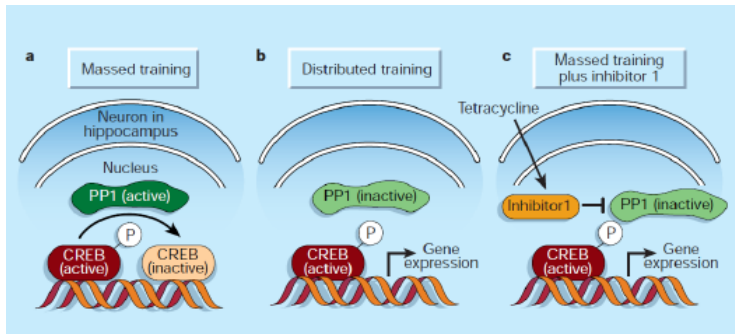 a
Massed training
Neuron in
hippocampus
Nucleus
PP1 (active)
P
CREB
(active)
CREB
(inactive)
b
Distributed training
PP1 (inactive)
P
CREB
(active)
Gene
expression
c
Massed training
plus inhibitor 1
Tetracycline
Inhibitor1
PP1 (inactive)
P
CREB
(active)
Gene
expression